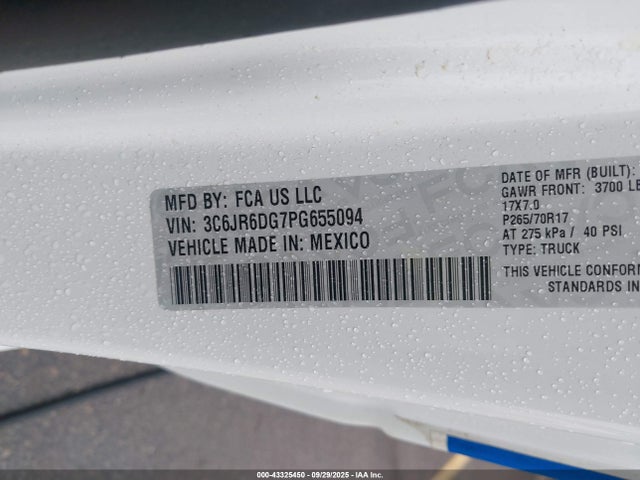 MFD BY: FCA US LLC
VIN: 3C6JR6DG7PG655094
VEHICLE MADE IN: MEXICO
DATE OF MFR (BUILT):
GAWR FRONT: 3700 LB
17X7.0
P265/70R17
AT 275 kPa / 40 PSI
TYPE: TRUCK
THIS VEHICLE CONFORM
STANDARDS IN
000-43325450 - 09/29/2025 - IAA Inc.